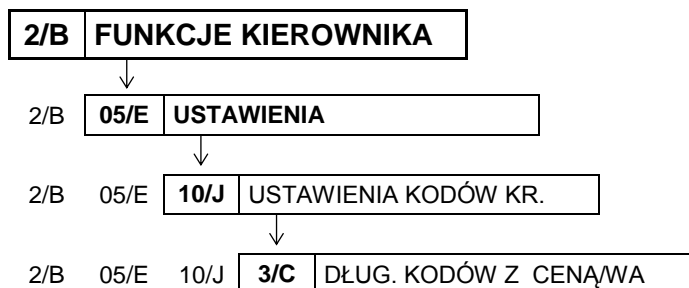 2/B FUNKCJE KIEROWNIKA
2/B 05/E USTAWIENIA
2/B 05/E 10/J USTAWIENIA KODÓW KR.
2/B 05/E 10/J 3/C DŁUG. KODÓW Z CENĄ/WA